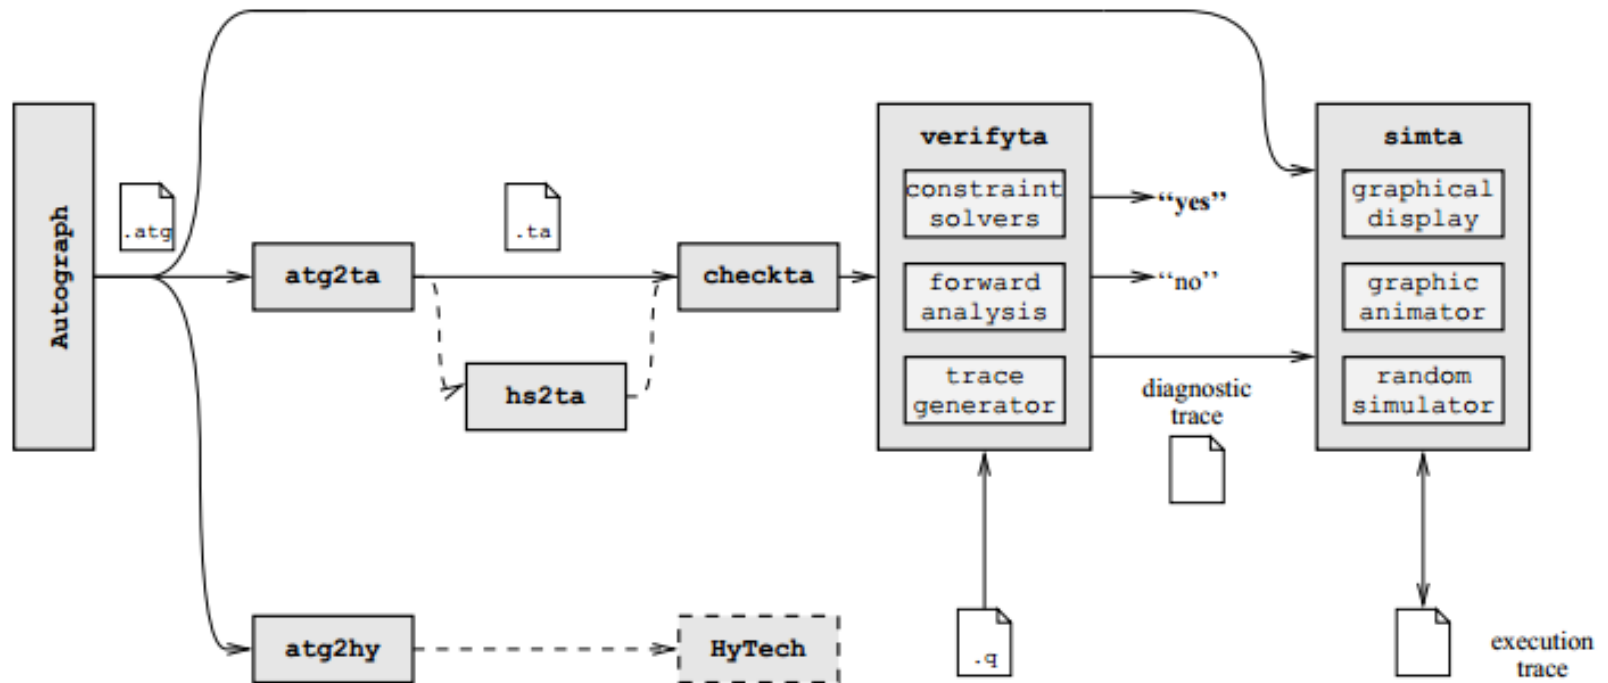 Autograph
.atg
atg2ta
.ta
hs2ta
checkta
verifyta
constraint
solvers
forward
analysis
trace
generator
“yes”
“no”
diagnostic
trace
simta
graphical
display
graphic
animator
random
simulator
atg2hy
HyTech
.q
execution
trace